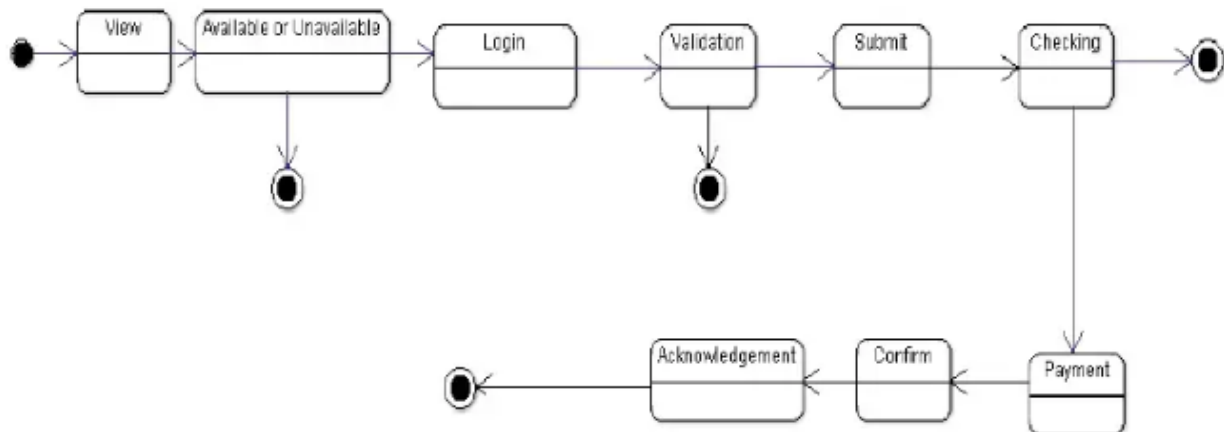 View
Available or Unavailable
Login
Validation
Submit
Checking
Acknowledgement
Confirm
Payment